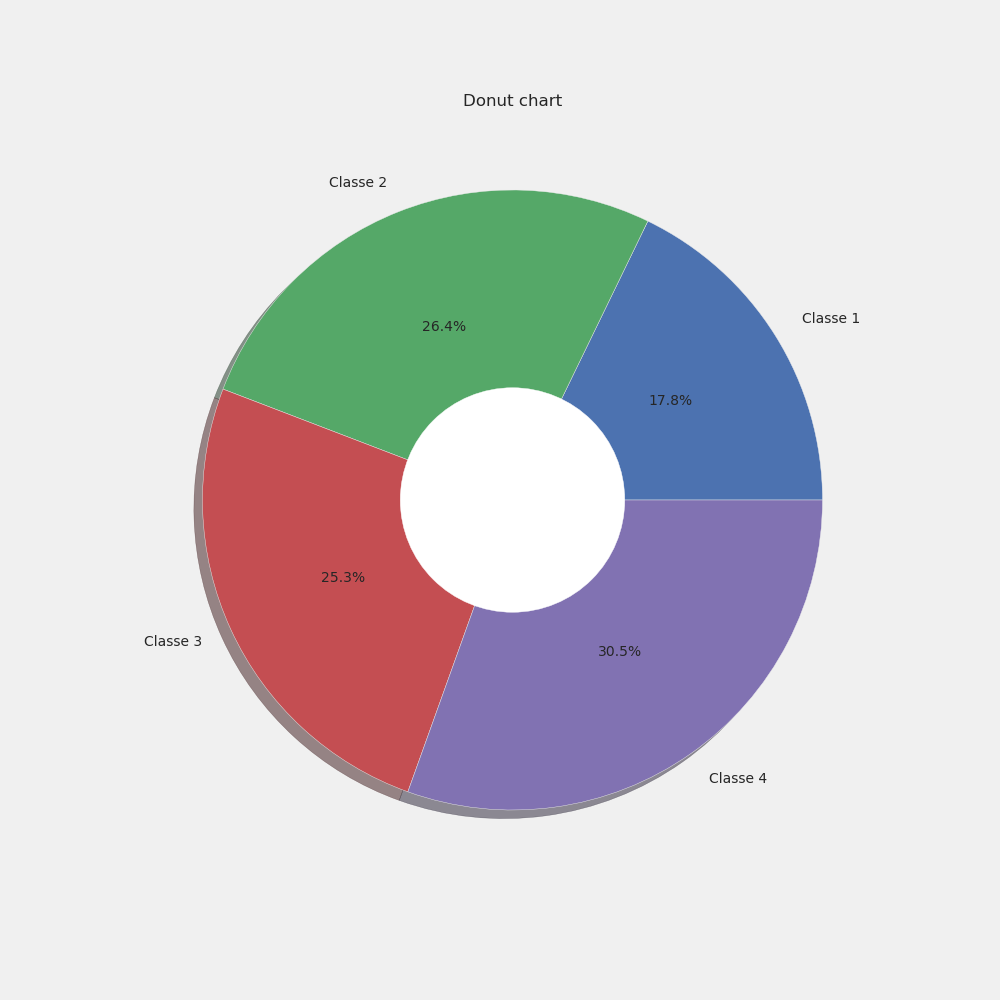 Donut chart
Classe 2
Classe 1
26.4%
17.8%
25.3%
Classe 3
30.5%
Classe 4